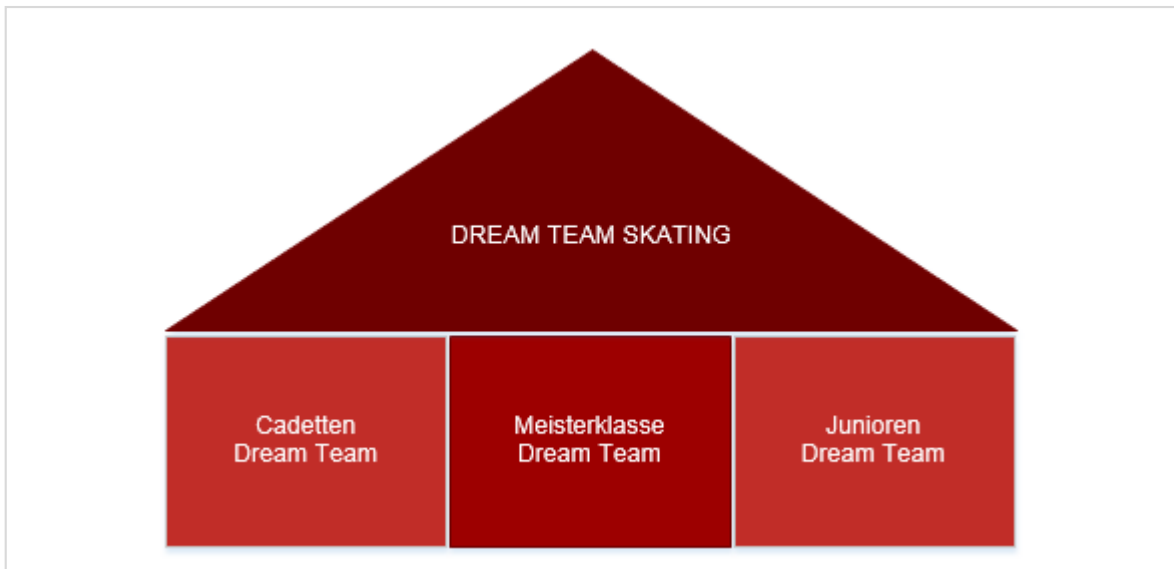 DREAM TEAM SKATING
Cadetten
Dream Team
Meisterklasse
Dream Team
Junioren
Dream Team